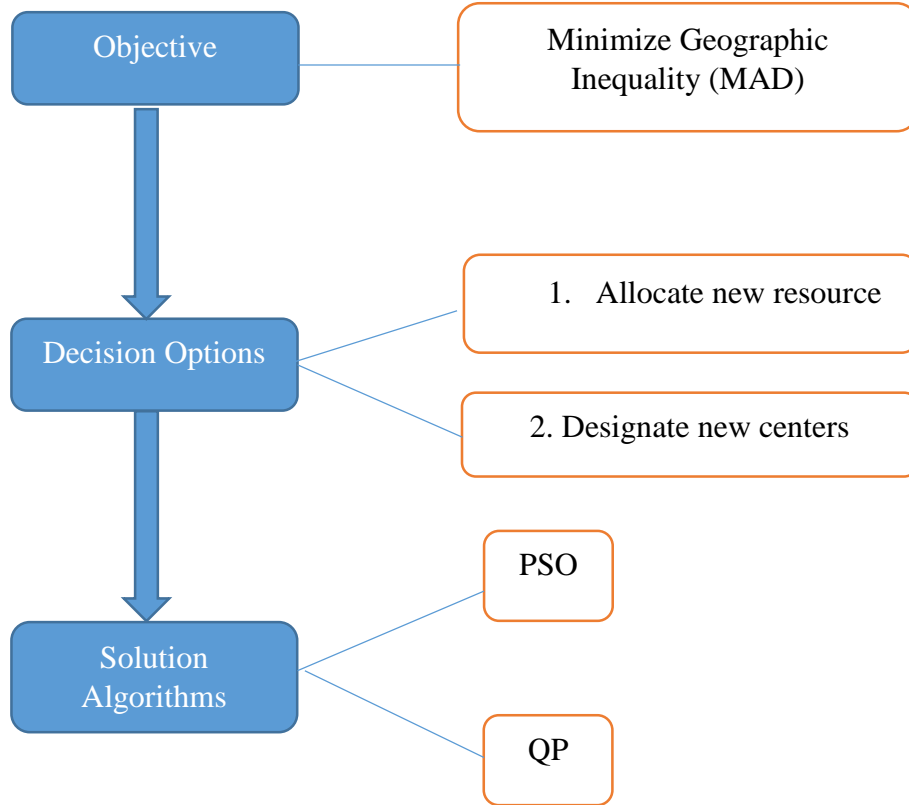 Objective
Minimize Geographic
Inequality (MAD)
Decision Options
1. Allocate new resource
2. Designate new centers
Solution
Algorithms
PSO
QP